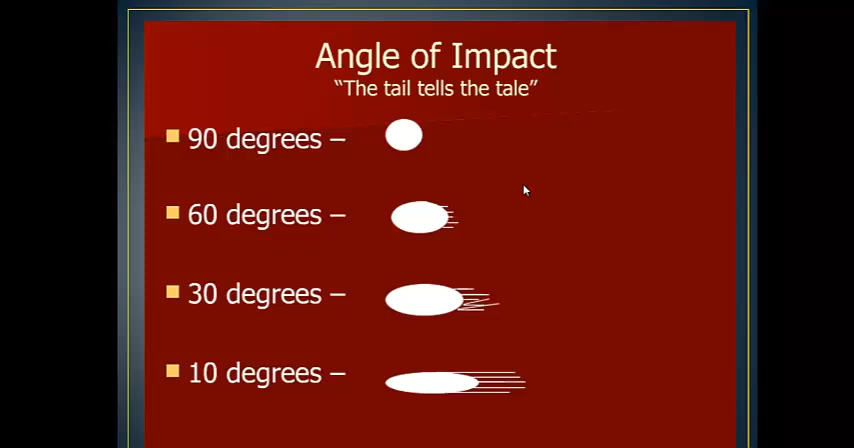 Angle of Impact
“The tail tells the tale”
90 degrees –
60 degrees –
30 degrees –
10 degrees –